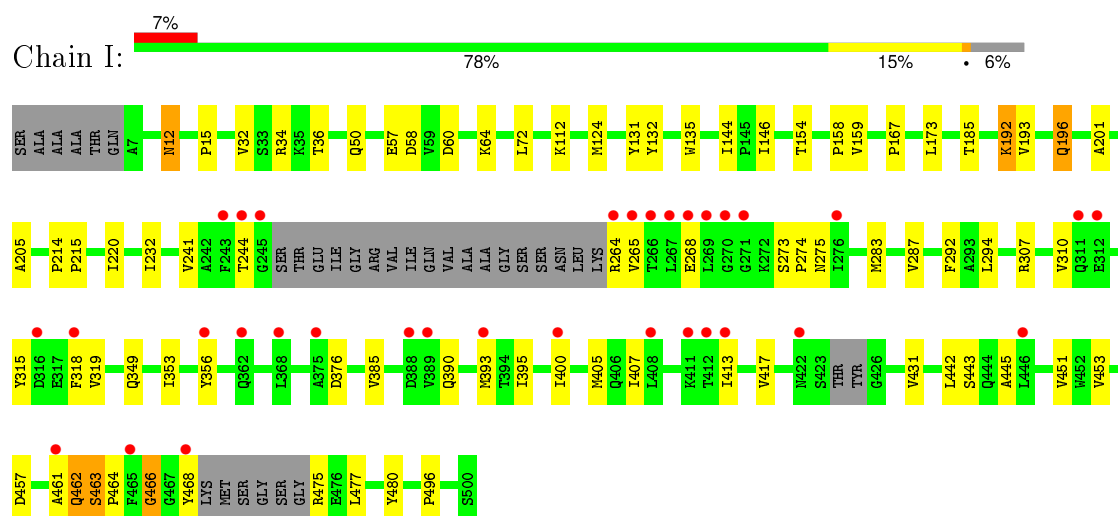 7%
Chain I:
78% 15% • 6%
SER ALA ALA ALA THR GLN A7 N12 P15 V32 S33 R34 K35 T36 Q50 E57 D58 V59 D60 K64 L72 K112 M124 Y131 Y132 W135 I144 P145 I146 T154 P158 V159 P167 L173 T185 K192 V193 Q196 A201
A205 P214 P215 I220 I232 V241 A242 F243 T244 G245 SER THR GLU ILE GLY ARG VAL ILE GLN VAL ALA ALA GLY SER SER ASN LEU LYS R264 V265 T266 L267 E268 L269 G270 G271 K272 S273 P274 N275 I276 M283 V287 F292 A293 L294 R307 V310 Q311 E312
Y315 D316 E317 F318 V319 Q349 I353 Y356 Q362 I368 A375 D376 V385 D388 V389 Q390 M393 T394 I395 I400 M405 Q406 I407 L408 K411 T412 I413 V417 N422 S423 THR TYR G426 V431 L442 S443 Q444 A445 L446 V451 W452 V453
D457 A461 Q462 S463 P464 F465 G466 G467 Y468 LYS MET SER GLY SER GLY R475 E476 L477 Y480 P496 S500